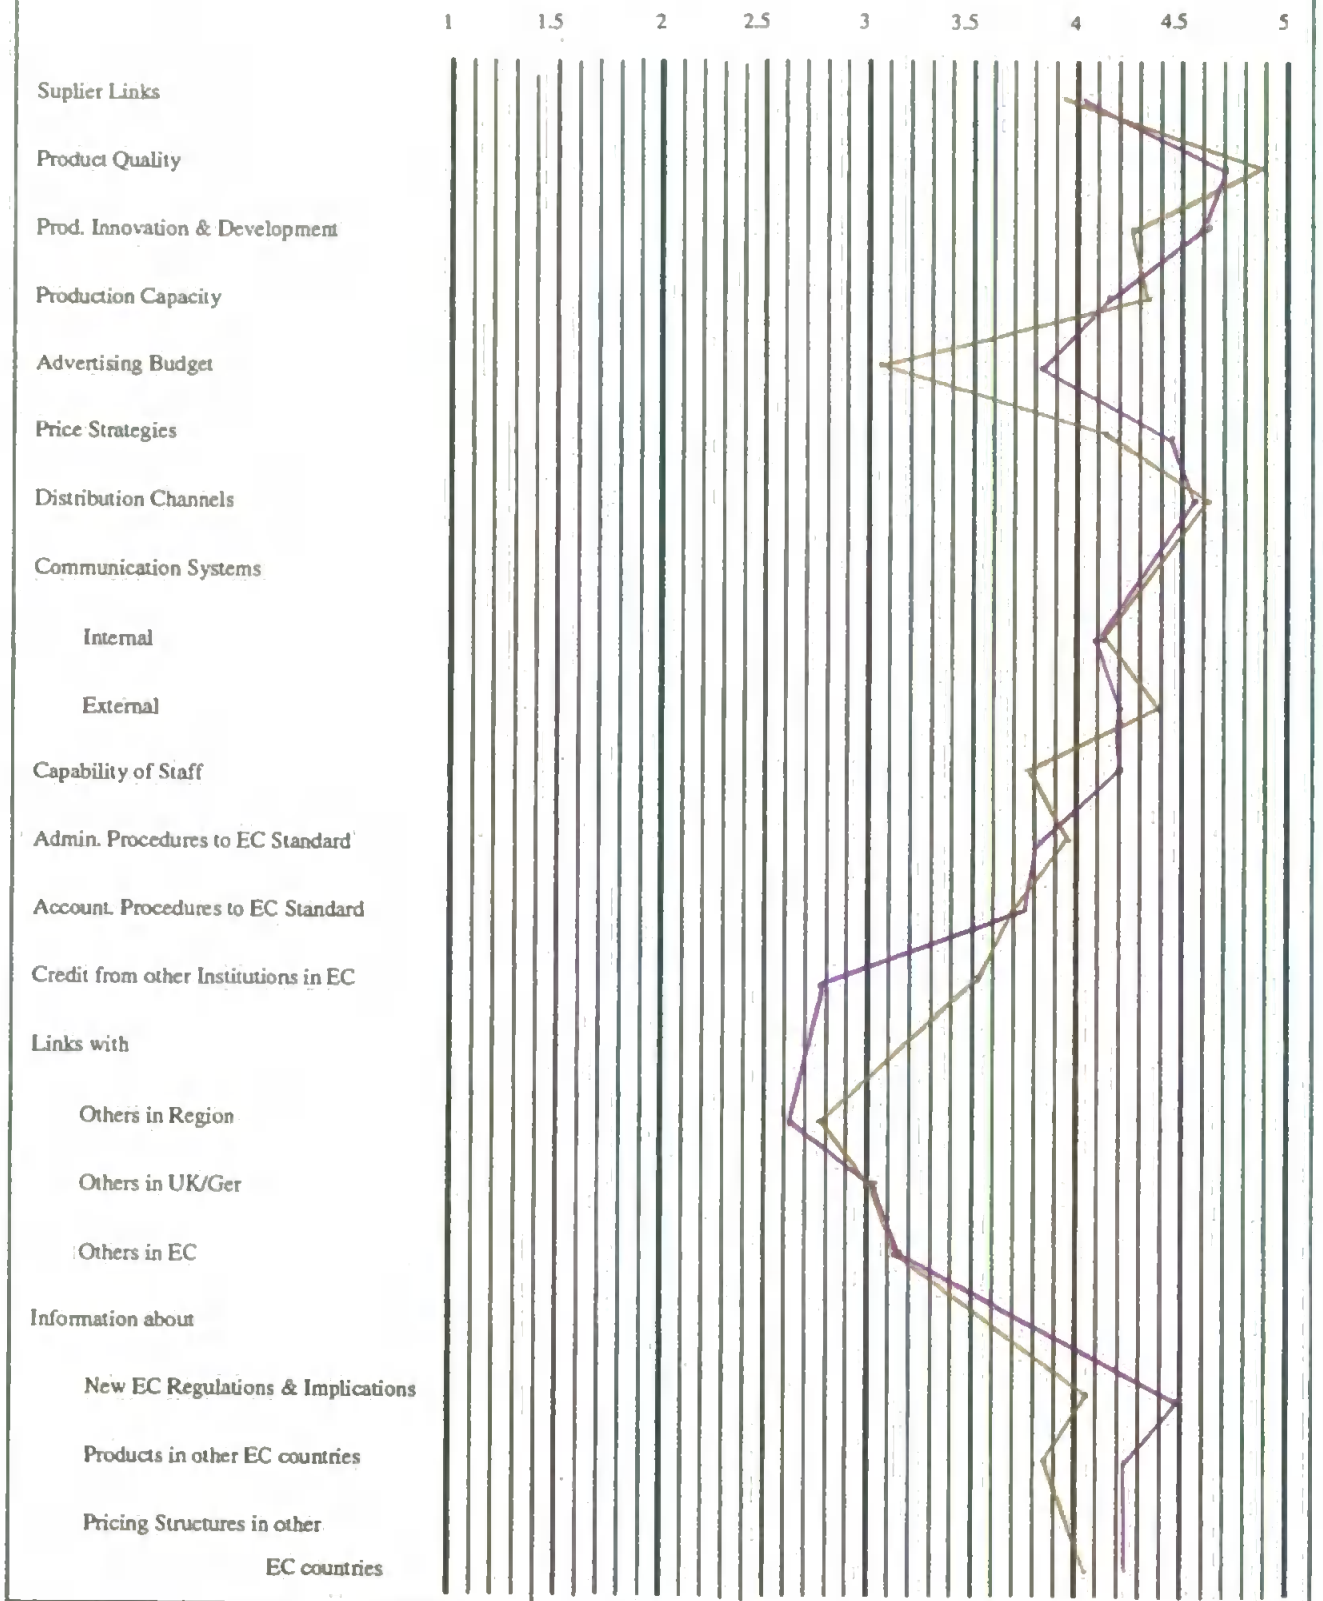 1 1.5 2 2.5 3 3.5 4 4.5 5
Suplier Links
Product Quality
Prod. Innovation & Development
Production Capacity
Advertising Budget
Price Strategies
Distribution Channels
Communication Systems
Internal
External
Capability of Staff
Admin. Procedures to EC Standard
Account. Procedures to EC Standard
Credit from other Institutions in EC
Links with
Others in Region
Others in UK/Ger
Others in EC
Information about
New EC Regulations & Implications
Products in other EC countries
Pricing Structures in other
EC countries